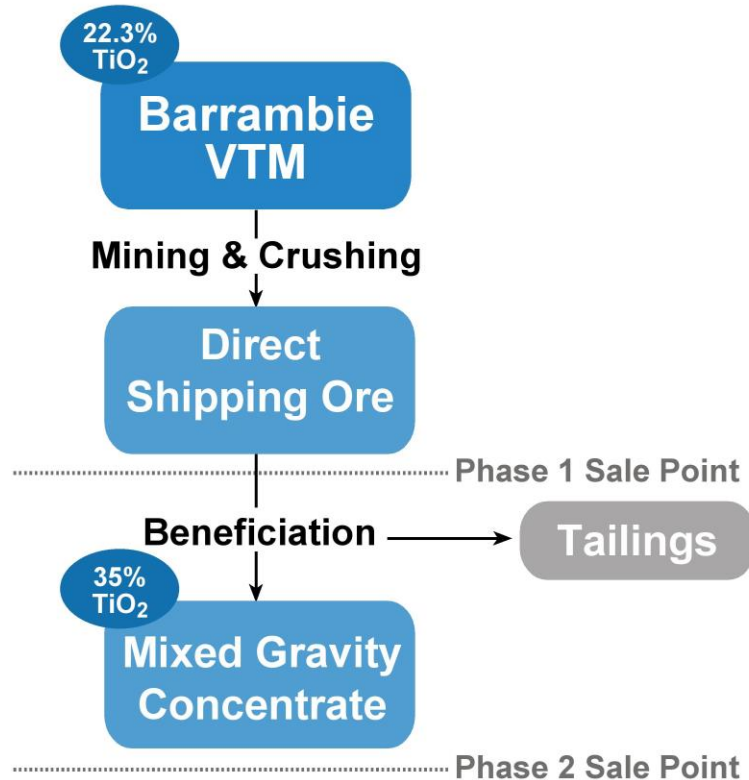 22.3%
TiO₂
Barrambie
VTM
Mining & Crushing
Direct
Shipping Ore
Phase 1 Sale Point
Beneficiation
Tailings
35%
TiO₂
Mixed Gravity
Concentrate
Phase 2 Sale Point